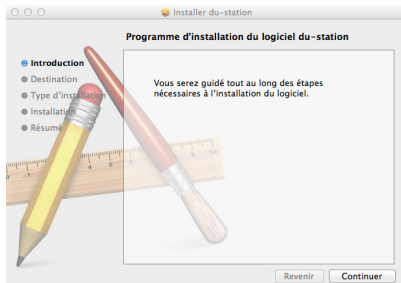 Installer du-station
Programme d'installation du logiciel du-station
Introduction
Destination
Type d'installation
Installation
Résumé
Vous serez guidé tout au long des étapes
nécessaires à l'installation du logiciel.
Revenir
Continuer